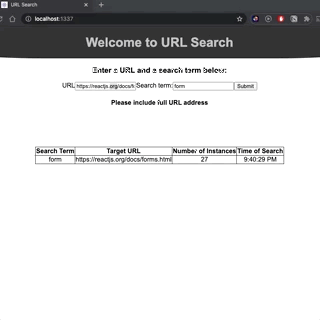 URL Search
localhost:1337
Welcome to URL Search
Enter a URL and a search term below:
URL https://reactjs.org/docs/f Search term: form Submit
Please include full URL address
Search Term Target URL Number of Instances Time of Search
form https://reactjs.org/docs/forms.html 27 9:40:29 PM